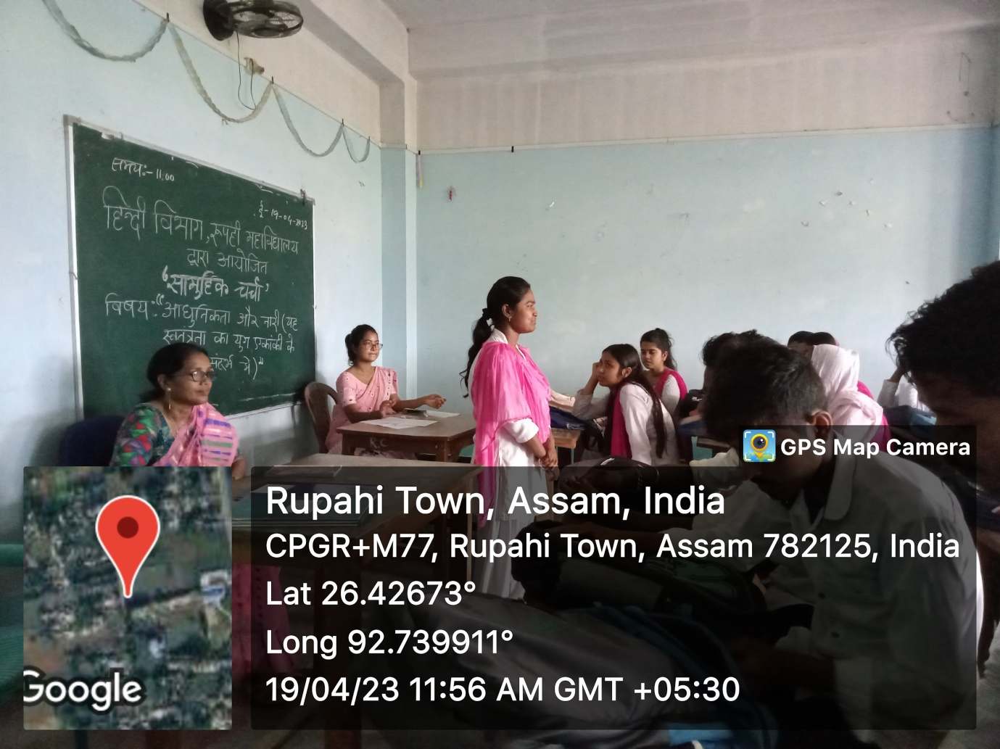 समय:- 11.00
इ - 19-04-2023
हिन्दी विभाग, रूपही महाविद्यालय
द्वारा आयोजित
'सामुहिक चर्चा'
विषय: "आधुनिकता और नारी (यह
स्वतंत्रता का युग एकांकी के
संदर्भ में)"
R.C
GPS Map Camera
Rupahi Town, Assam, India
CPGR+M77, Rupahi Town, Assam 782125, India
Lat 26.42673°
Long 92.739911°
19/04/23 11:56 AM GMT +05:30
Google